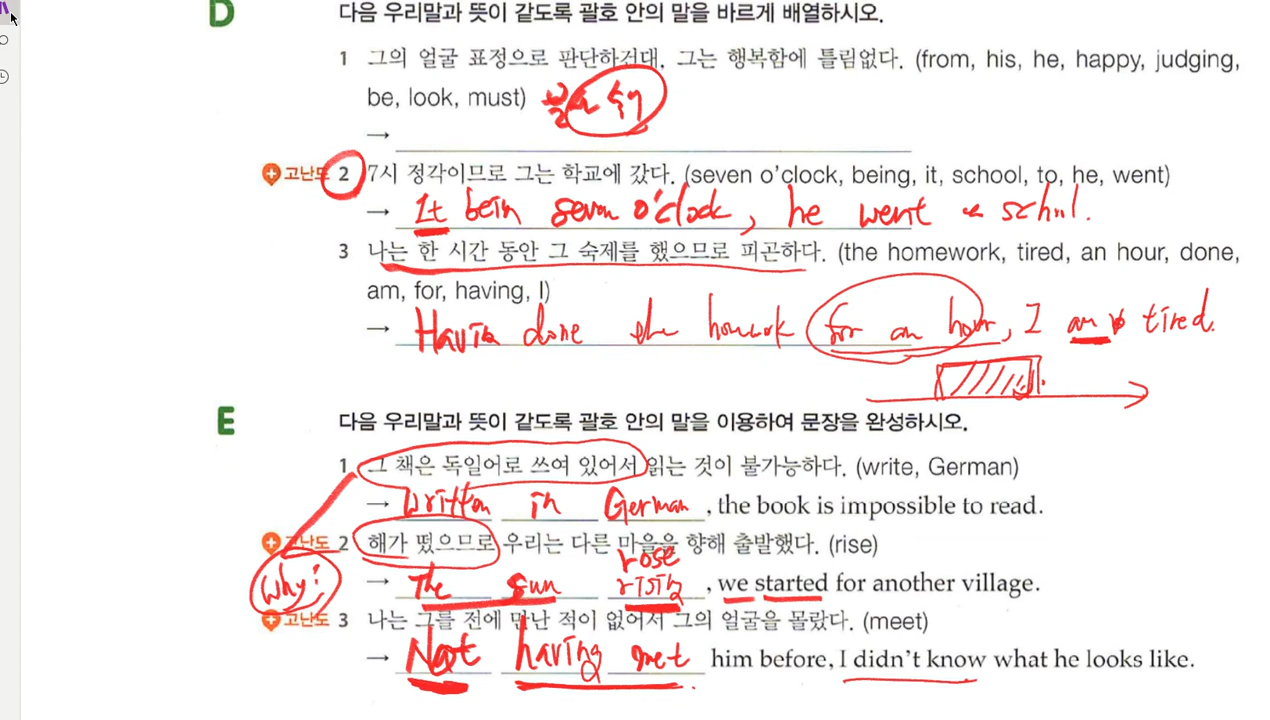 D 다음 우리말과 뜻이 같도록 괄호 안의 말을 바르게 배열하시오.
1 그의 얼굴 표정으로 판단하건대, 그는 행복함에 틀림없다. (from, his, he, happy, judging,
be, look, must)
→
고난도 2 7시 정각이므로 그는 학교에 갔다. (seven o'clock, being, it, school, to, he, went)
→ It bein seven o'clock, he went schul.
3 나는 한 시간 동안 그 숙제를 했으므로 피곤하다. (the homework, tired, an hour, done,
am, for, having, I)
→ Havin done the homwork for an hour, I am tired.
E 다음 우리말과 뜻이 같도록 괄호 안의 말을 이용하여 문장을 완성하시오.
1 그 책은 독일어로 쓰여 있어서 읽는 것이 불가능하다. (write, German)
→ Written in German, the book is impossible to read.
고난도 2 해가 떴으므로 우리는 다른 마을을 향해 출발했다. (rise)
rose
Why? → The sun rising, we started for another village.
고난도 3 나는 그를 전에 만난 적이 없어서 그의 얼굴을 몰랐다. (meet)
→ Not having met him before, I didn't know what he looks like.